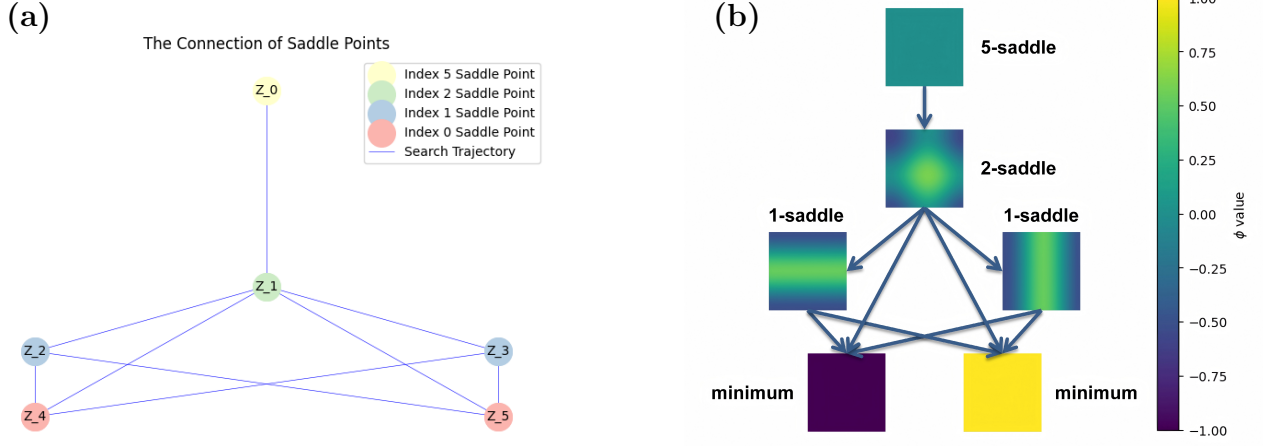 (a)
The Connection of Saddle Points
Index 5 Saddle Point
Index 2 Saddle Point
Index 1 Saddle Point
Index 0 Saddle Point
Search Trajectory
Z_0
Z_1
Z_2
Z_3
Z_4
Z_5
(b)
5-saddle
2-saddle
1-saddle
1-saddle
minimum
minimum
1.00
0.75
0.50
0.25
0.00
−0.25
−0.50
−0.75
−1.00
ϕ value